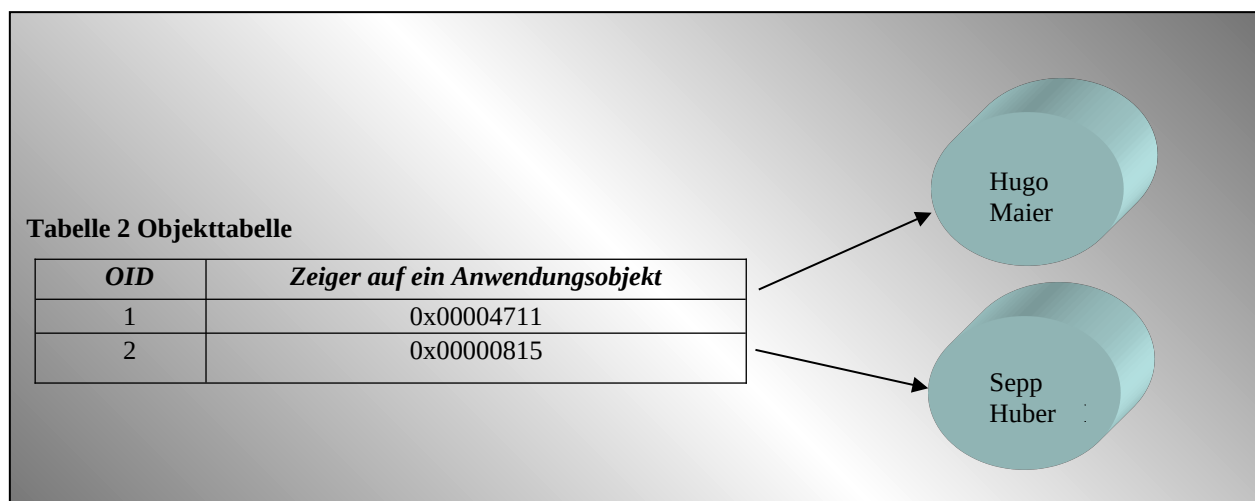 Hugo
Maier
Tabelle 2 Objekttabelle
OID Zeiger auf ein Anwendungsobjekt
1 0x00004711
2 0x00000815
Sepp
Huber